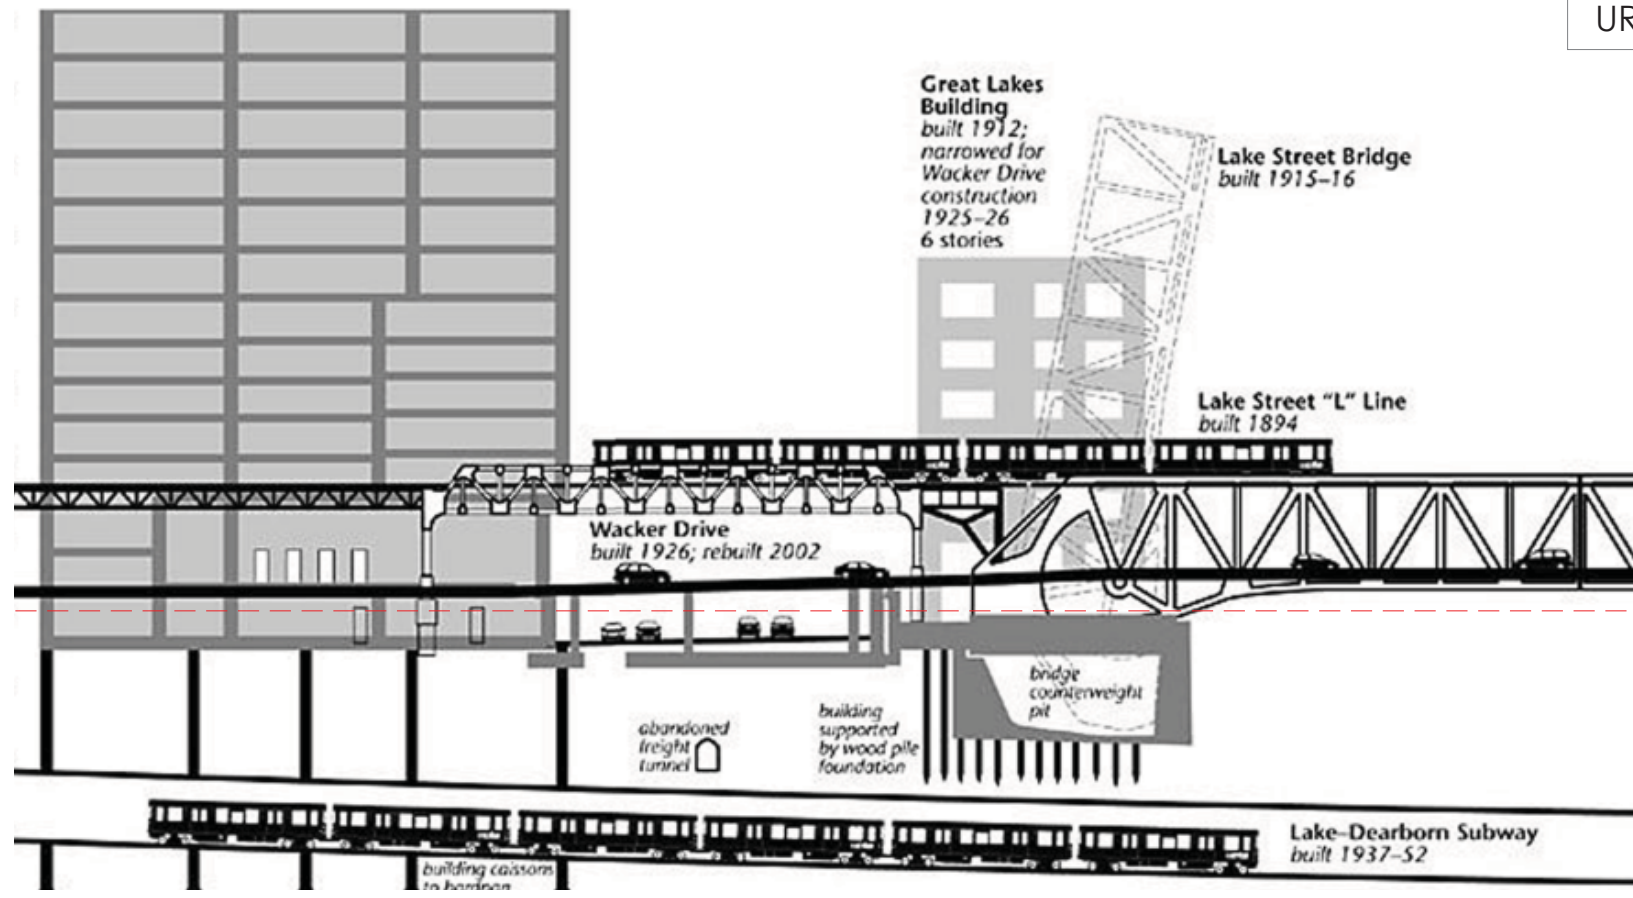 UR
Great Lakes
Building
built 1912;
narrowed for
Wacker Drive
construction
1925–26
6 stories
Lake Street Bridge
built 1915–16
Lake Street “L” Line
built 1894
Wacker Drive
built 1926; rebuilt 2002
bridge
counterweight
pit
building
supported
by wood pile
foundation
abandoned
freight
tunnel
Lake–Dearborn Subway
built 1937–52
building caissons
to hardpan